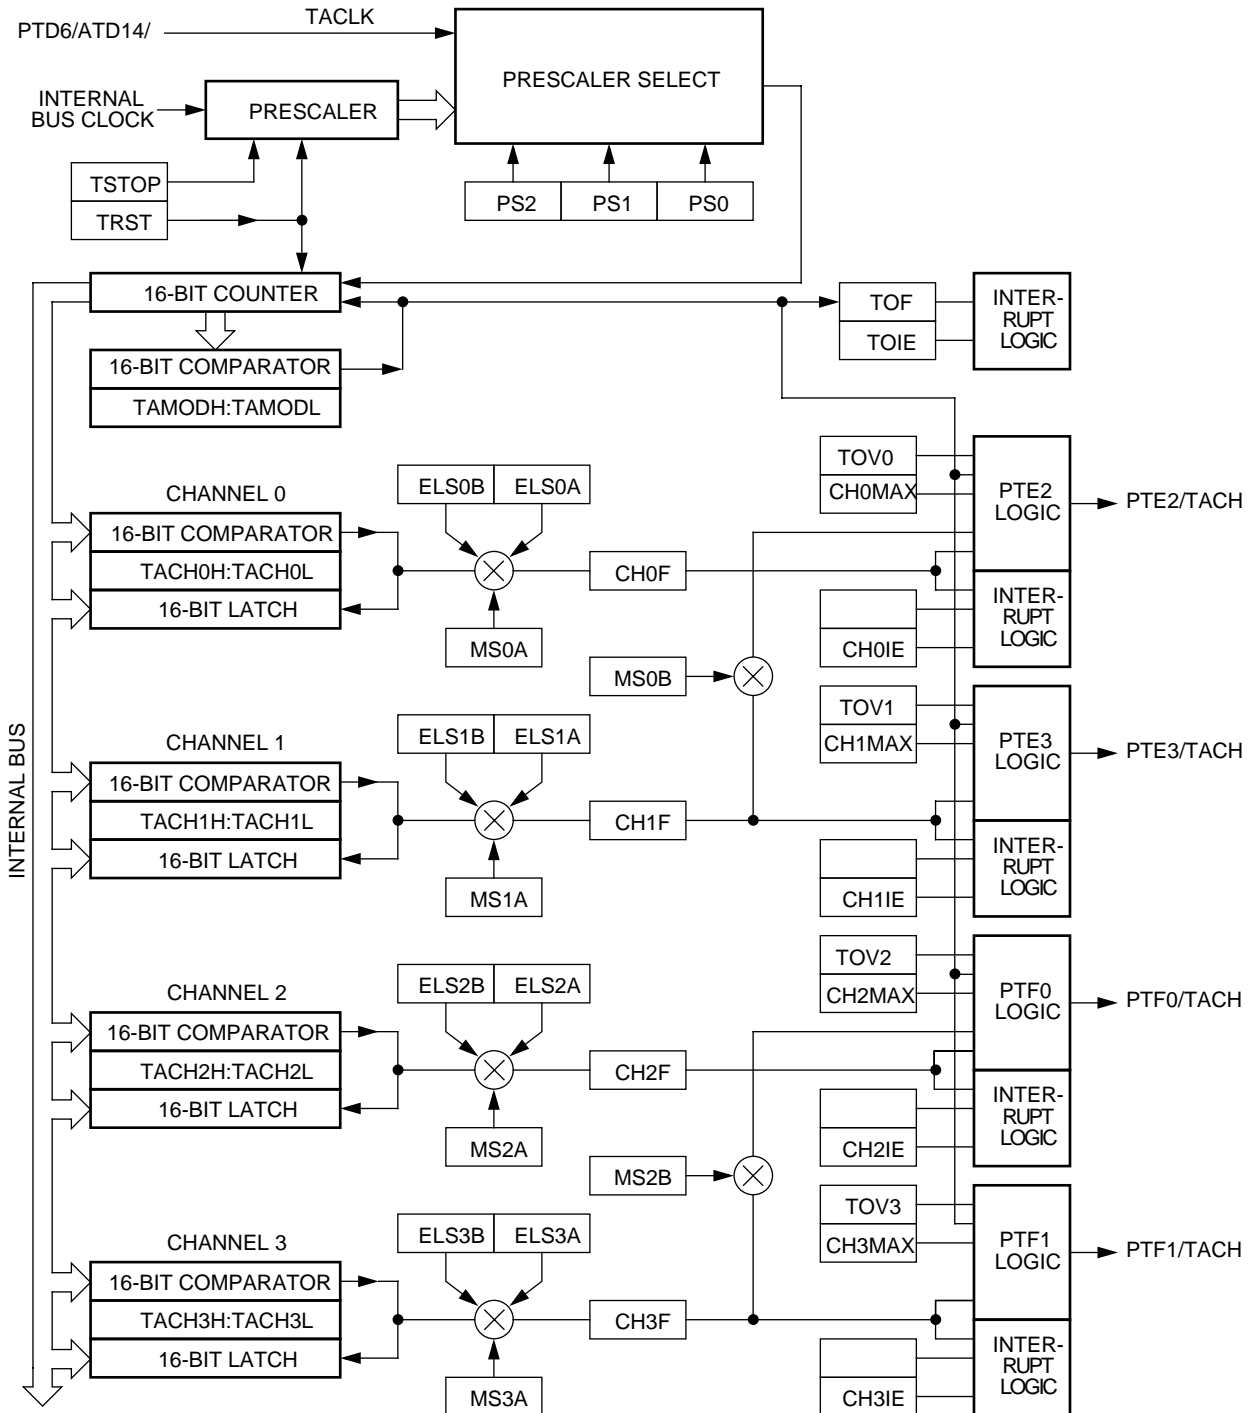 TACLK
PTD6/ATD14/
PRESCALER SELECT
INTERNAL
BUS CLOCK
PRESCALER
TSTOP
TRST
PS2 PS1 PS0
16-BIT COUNTER
TOF
TOIE
INTER-
RUPT
LOGIC
16-BIT COMPARATOR
TAMODH:TAMODL
INTERNAL BUS
CHANNEL 0
16-BIT COMPARATOR
TACH0H:TACH0L
16-BIT LATCH
ELS0B ELS0A
MS0A
CH0F
MS0B
TOV0
CH0MAX
PTE2
LOGIC
PTE2/TACH
CH0IE
INTER-
RUPT
LOGIC
CHANNEL 1
16-BIT COMPARATOR
TACH1H:TACH1L
16-BIT LATCH
ELS1B ELS1A
MS1A
CH1F
TOV1
CH1MAX
PTE3
LOGIC
PTE3/TACH
CH1IE
INTER-
RUPT
LOGIC
CHANNEL 2
16-BIT COMPARATOR
TACH2H:TACH2L
16-BIT LATCH
ELS2B ELS2A
MS2A
CH2F
MS2B
TOV2
CH2MAX
PTF0
LOGIC
PTF0/TACH
CH2IE
INTER-
RUPT
LOGIC
CHANNEL 3
16-BIT COMPARATOR
TACH3H:TACH3L
16-BIT LATCH
ELS3B ELS3A
MS3A
CH3F
TOV3
CH3MAX
PTF1
LOGIC
PTF1/TACH
CH3IE
INTER-
RUPT
LOGIC